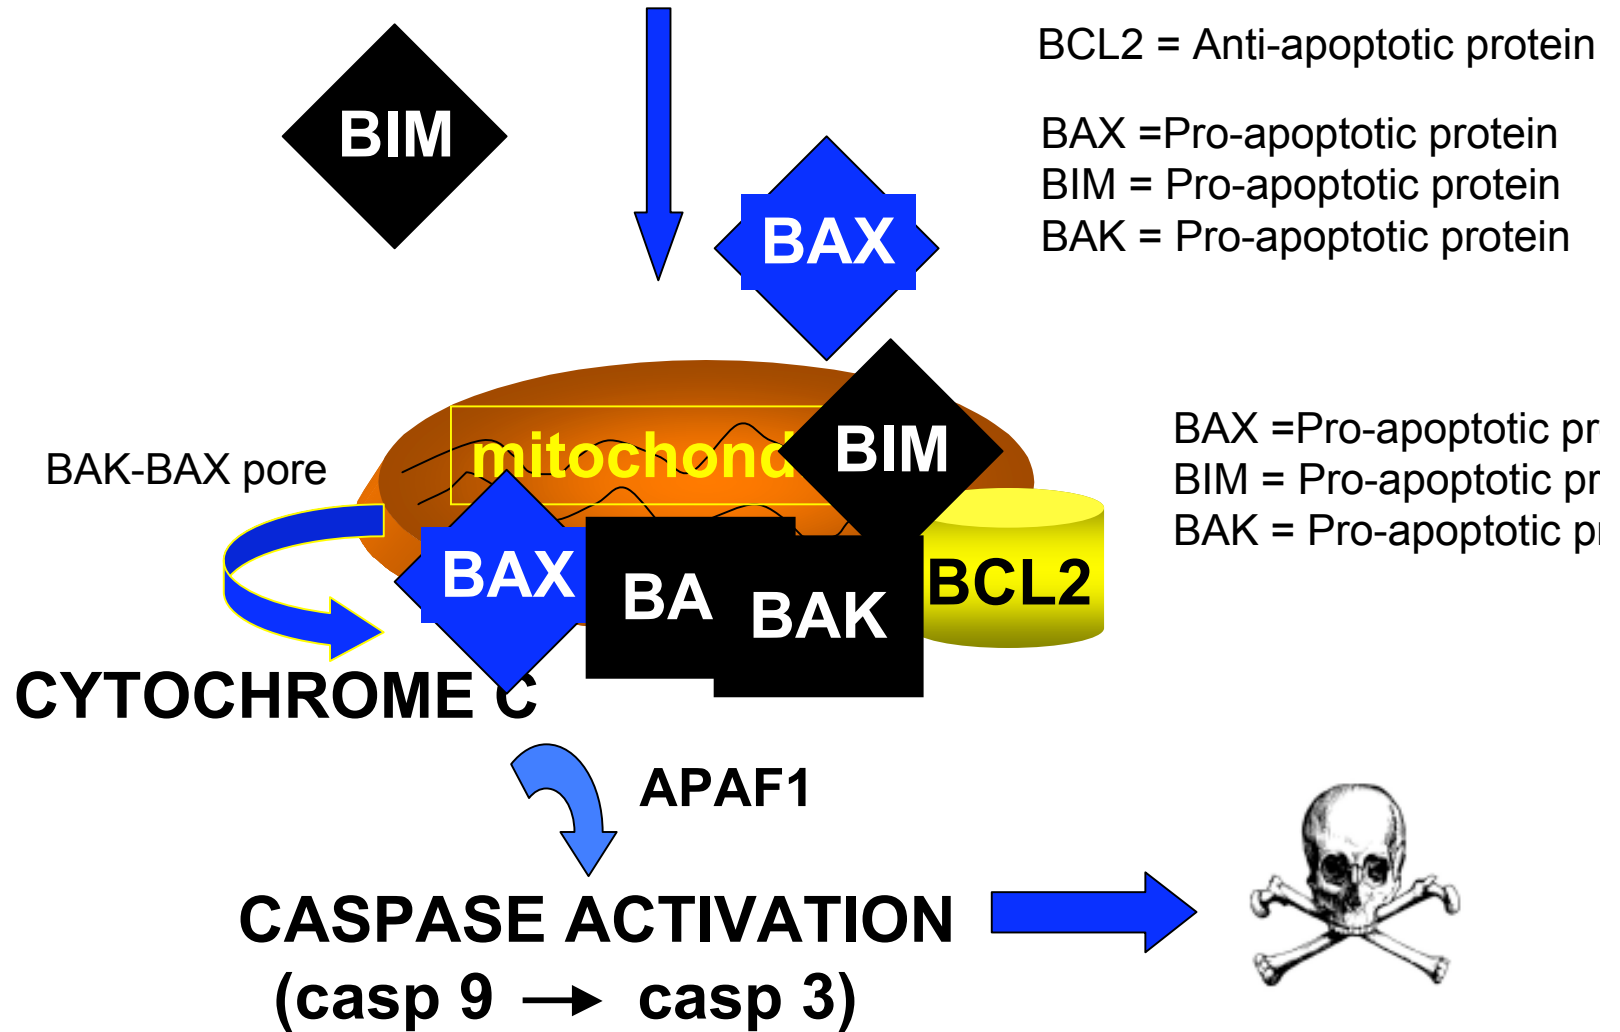 BCL2 = Anti-apoptotic protein
BIM
BAX =Pro-apoptotic protein
BIM = Pro-apoptotic protein
BAK = Pro-apoptotic protein
BAX
mitochond
BIM
BAX =Pro-apoptotic pr
BIM = Pro-apoptotic pr
BAK = Pro-apoptotic pr
BAK-BAX pore
BAX
BA
BAK
BCL2
CYTOCHROME C
APAF1
CASPASE ACTIVATION
(casp 9 → casp 3)